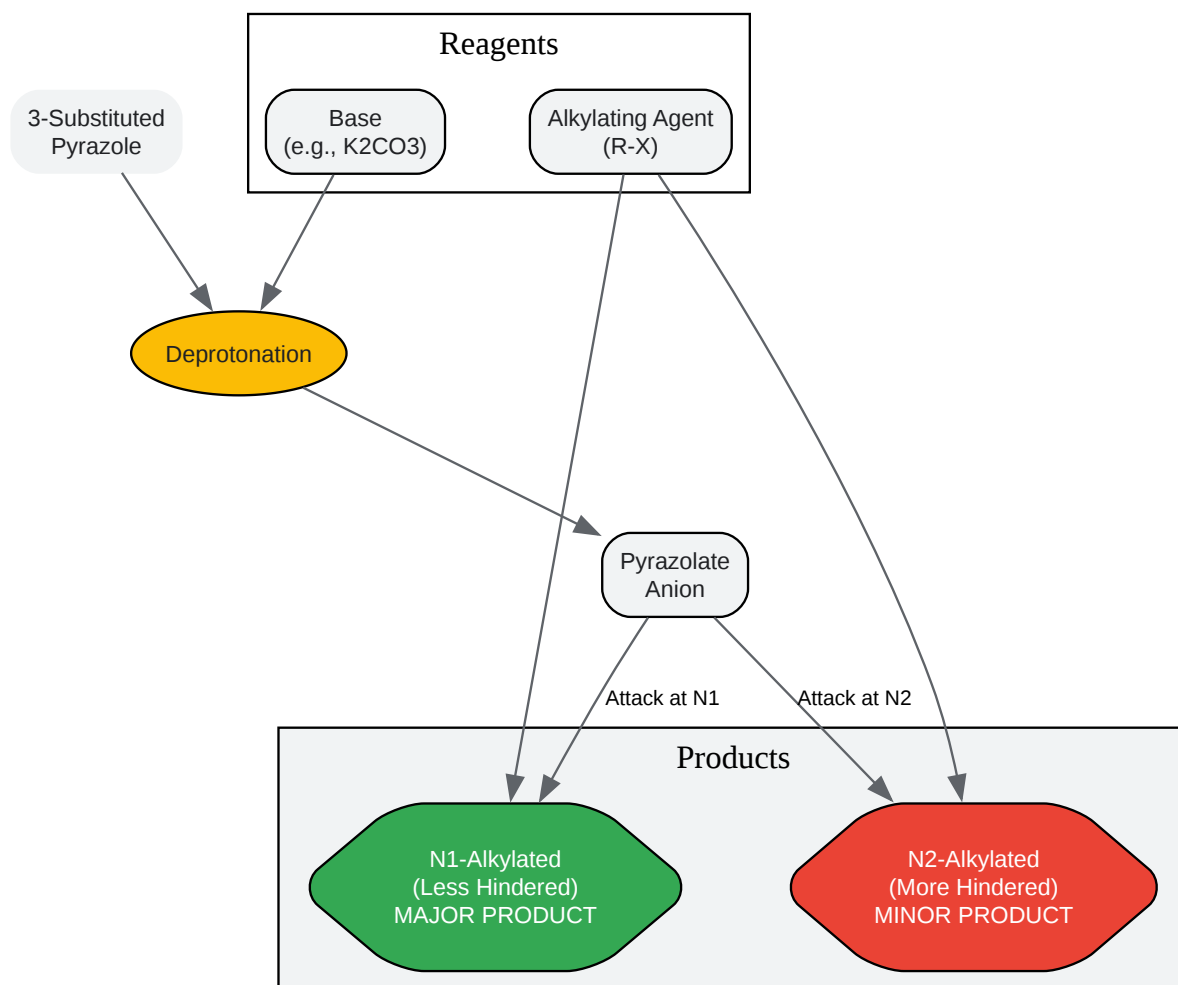 Reagents
3-Substituted
Pyrazole
Base
(e.g., K2CO3)
Alkylating Agent
(R-X)
Deprotonation
Pyrazolate
Anion
Attack at N1
Attack at N2
Products
N1-Alkylated
(Less Hindered)
MAJOR PRODUCT
N2-Alkylated
(More Hindered)
MINOR PRODUCT